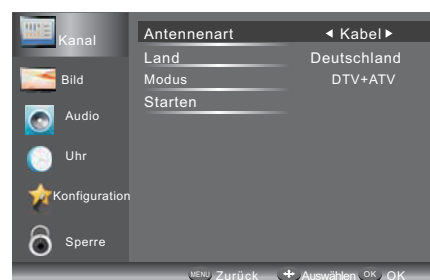 Kanal
Bild
Audio
Uhr
Konfiguration
Sperre
Antennenart Kabel
Land Deutschland
Modus DTV+ATV
Starten
MENU Zurück Auswählen OK OK